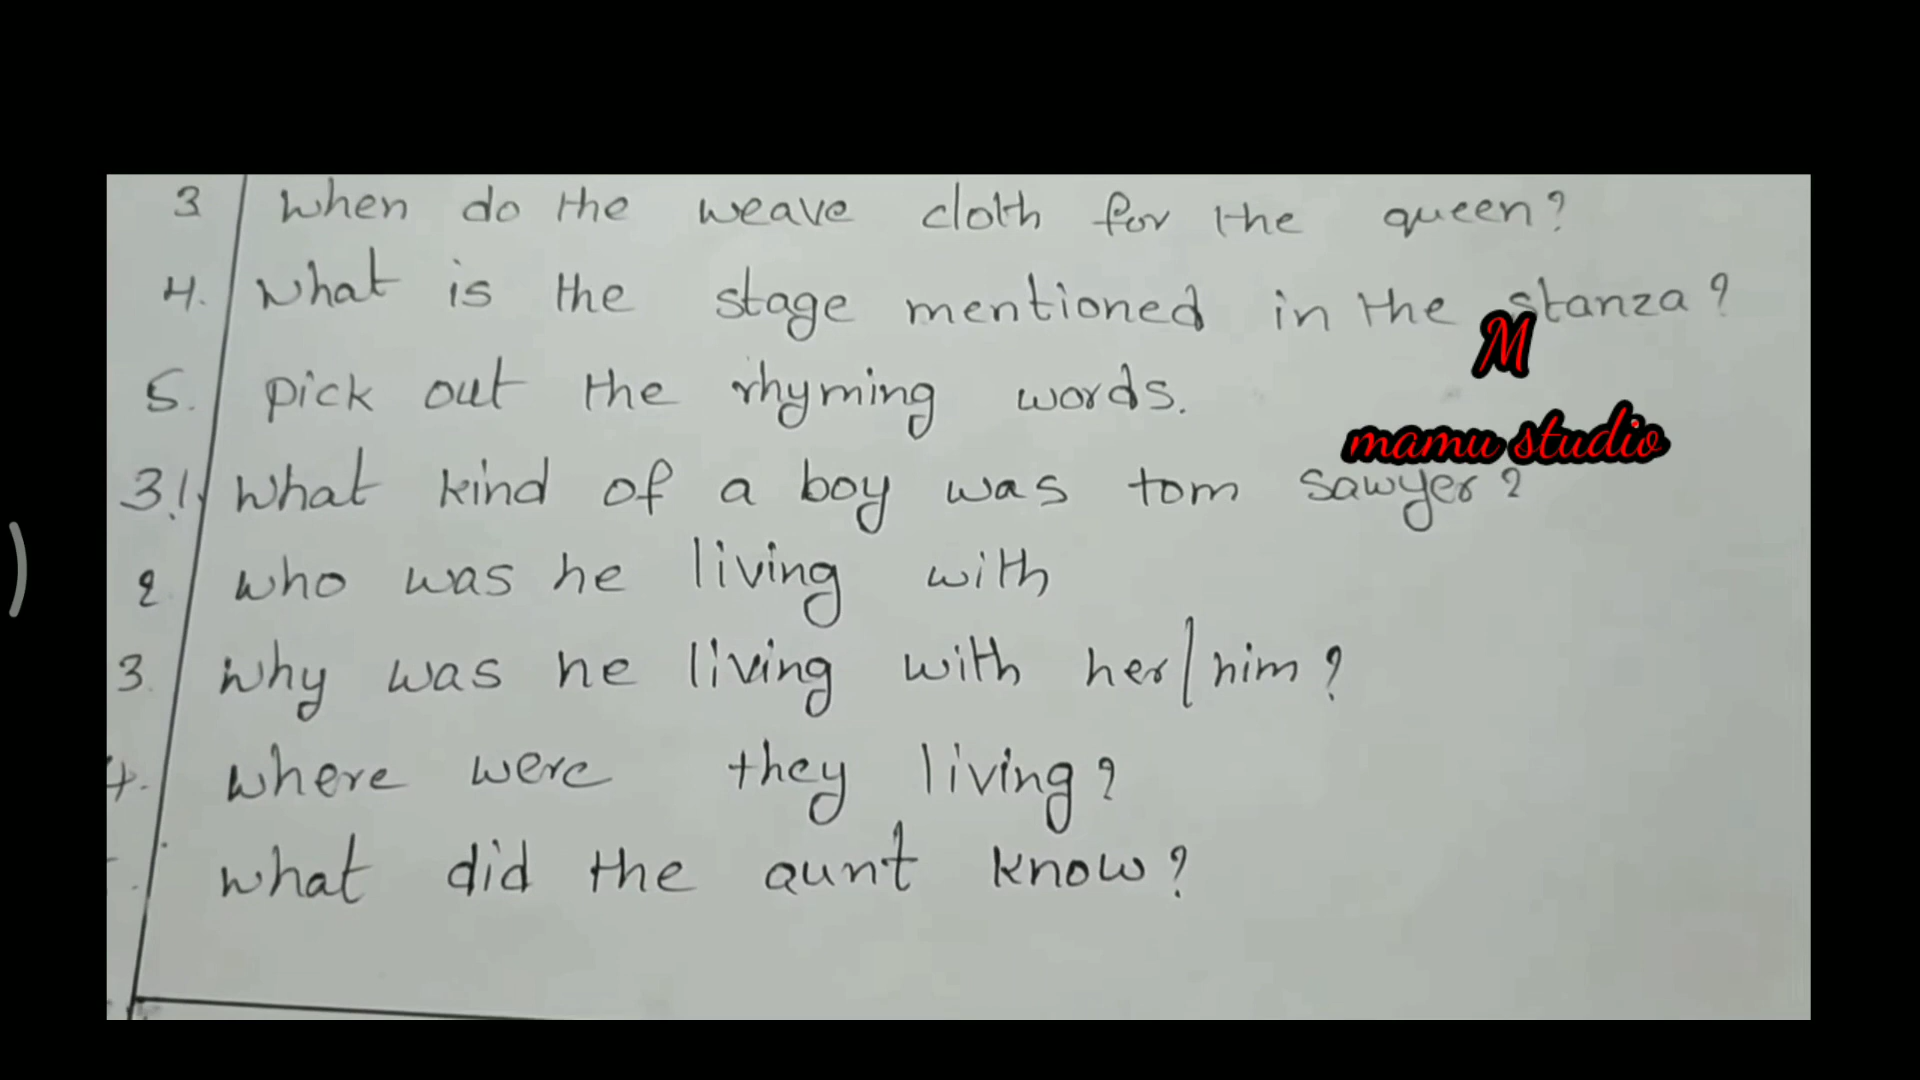 3 When do the weave cloth for the queen?
4. What is the stage mentioned in the stanza?
M
5. pick out the rhyming words.
mamu studio
3.1. What kind of a boy was tom sawyer?
2 who was he living with
3. Why was he living with her/him?
4. where were they living?
what did the aunt know?